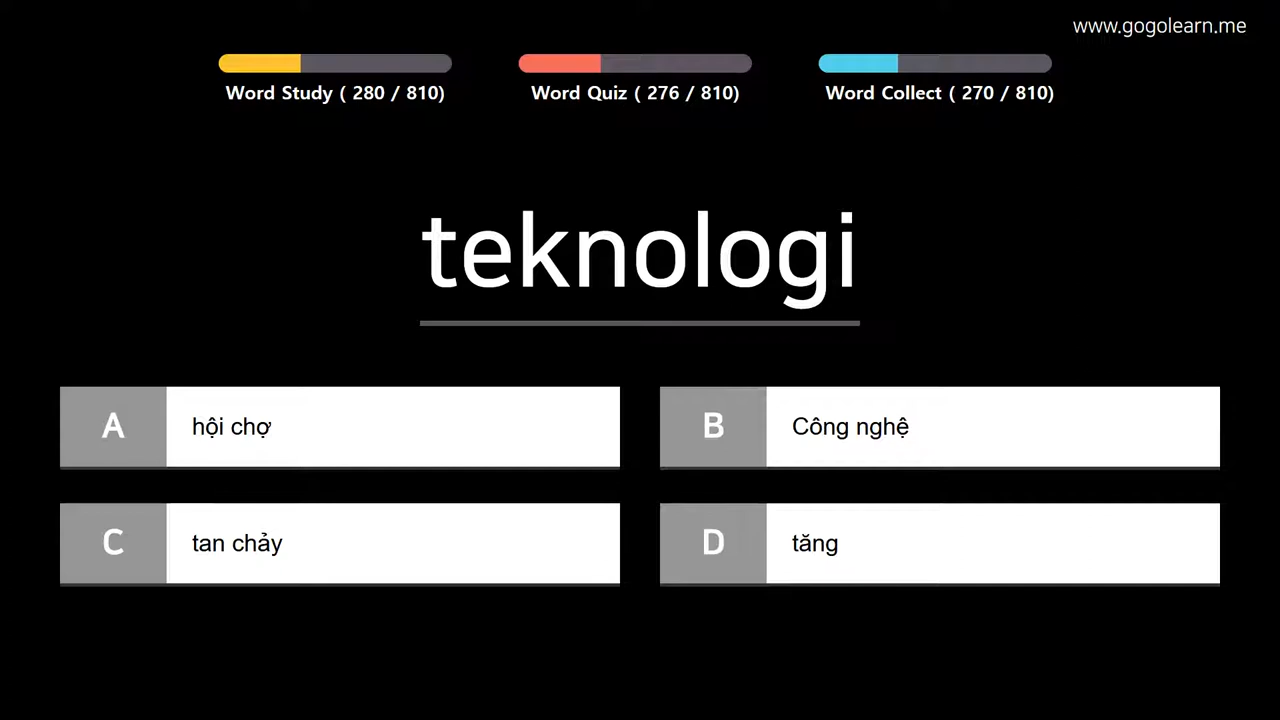 www.gogolearn.me
Word Study ( 280 / 810)
Word Quiz ( 276 / 810)
Word Collect ( 270 / 810)
teknologi
A hội chợ
B Công nghệ
C tan chảy
D tăng